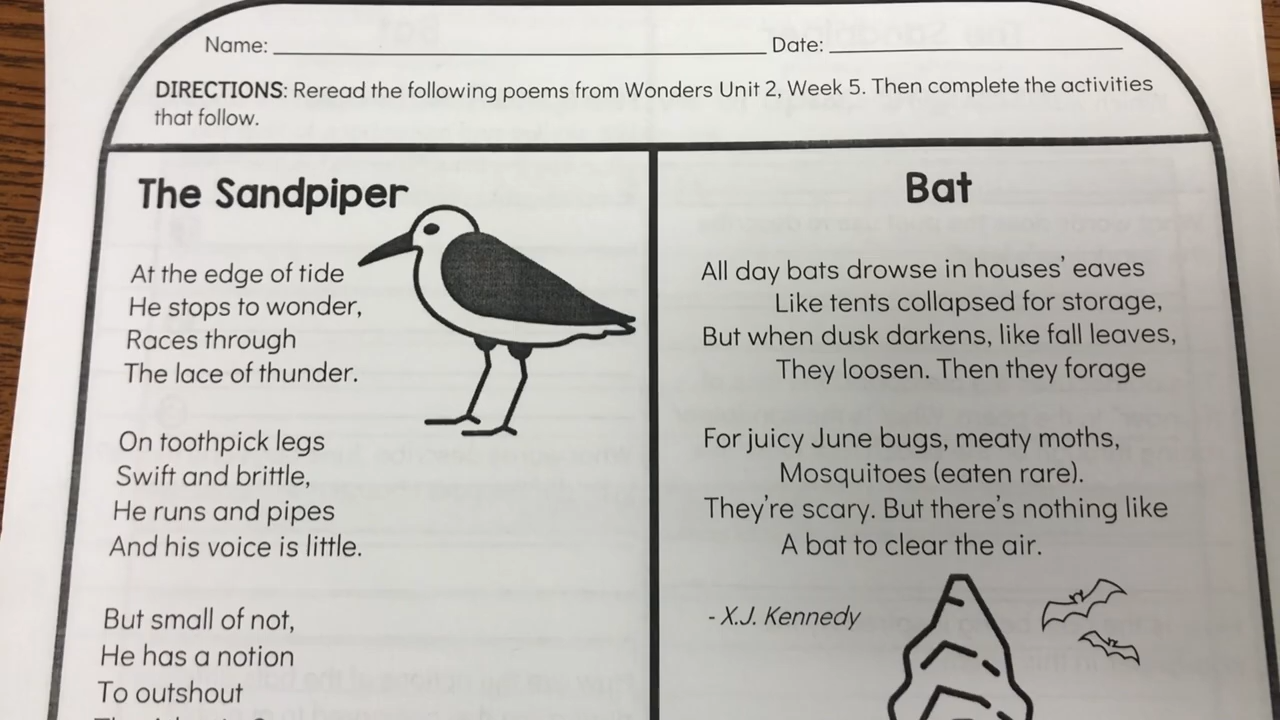 Name: Date:
DIRECTIONS: Reread the following poems from Wonders Unit 2, Week 5. Then complete the activities
that follow.
The Sandpiper
At the edge of tide
He stops to wonder,
Races through
The lace of thunder.
On toothpick legs
Swift and brittle,
He runs and pipes
And his voice is little.
But small of not,
He has a notion
To outshout
Bat
All day bats drowse in houses' eaves
Like tents collapsed for storage,
But when dusk darkens, like fall leaves,
They loosen. Then they forage
For juicy June bugs, meaty moths,
Mosquitoes (eaten rare).
They're scary. But there's nothing like
A bat to clear the air.
- X.J. Kennedy